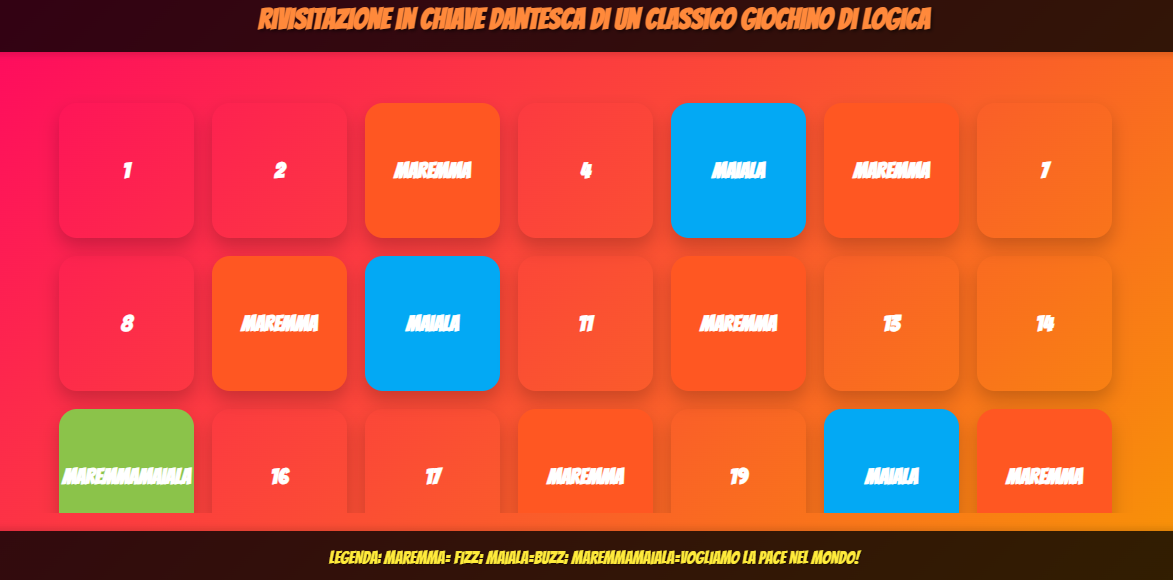 RIVISITAZIONE IN CHIAVE DANTESCA DI UN CLASSICO GIOCHINO DI LOGICA
1 2 MAREMMA 4 MAIALA MAREMMA 7
8 MAREMMA MAIALA 11 MAREMMA 13 14
MAREMMAMAIALA 16 17 MAREMMA 19 MAIALA MAREMMA
LEGENDA: MAREMMA= FIZZ; MAIALA=BUZZ; MAREMMAMAIALA=VOGLIAMO LA PACE NEL MONDO!